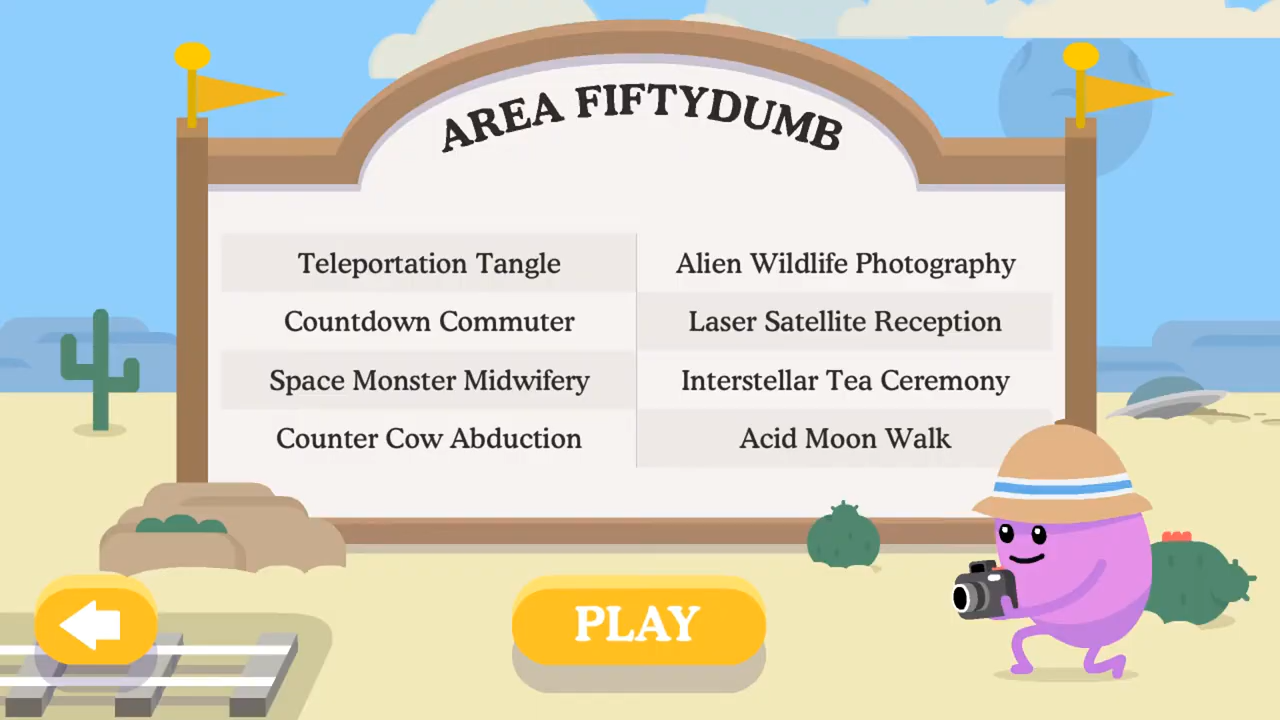 AREA FIFTYDUMB
Teleportation Tangle
Alien Wildlife Photography
Countdown Commuter
Laser Satellite Reception
Space Monster Midwifery
Interstellar Tea Ceremony
Counter Cow Abduction
Acid Moon Walk
PLAY